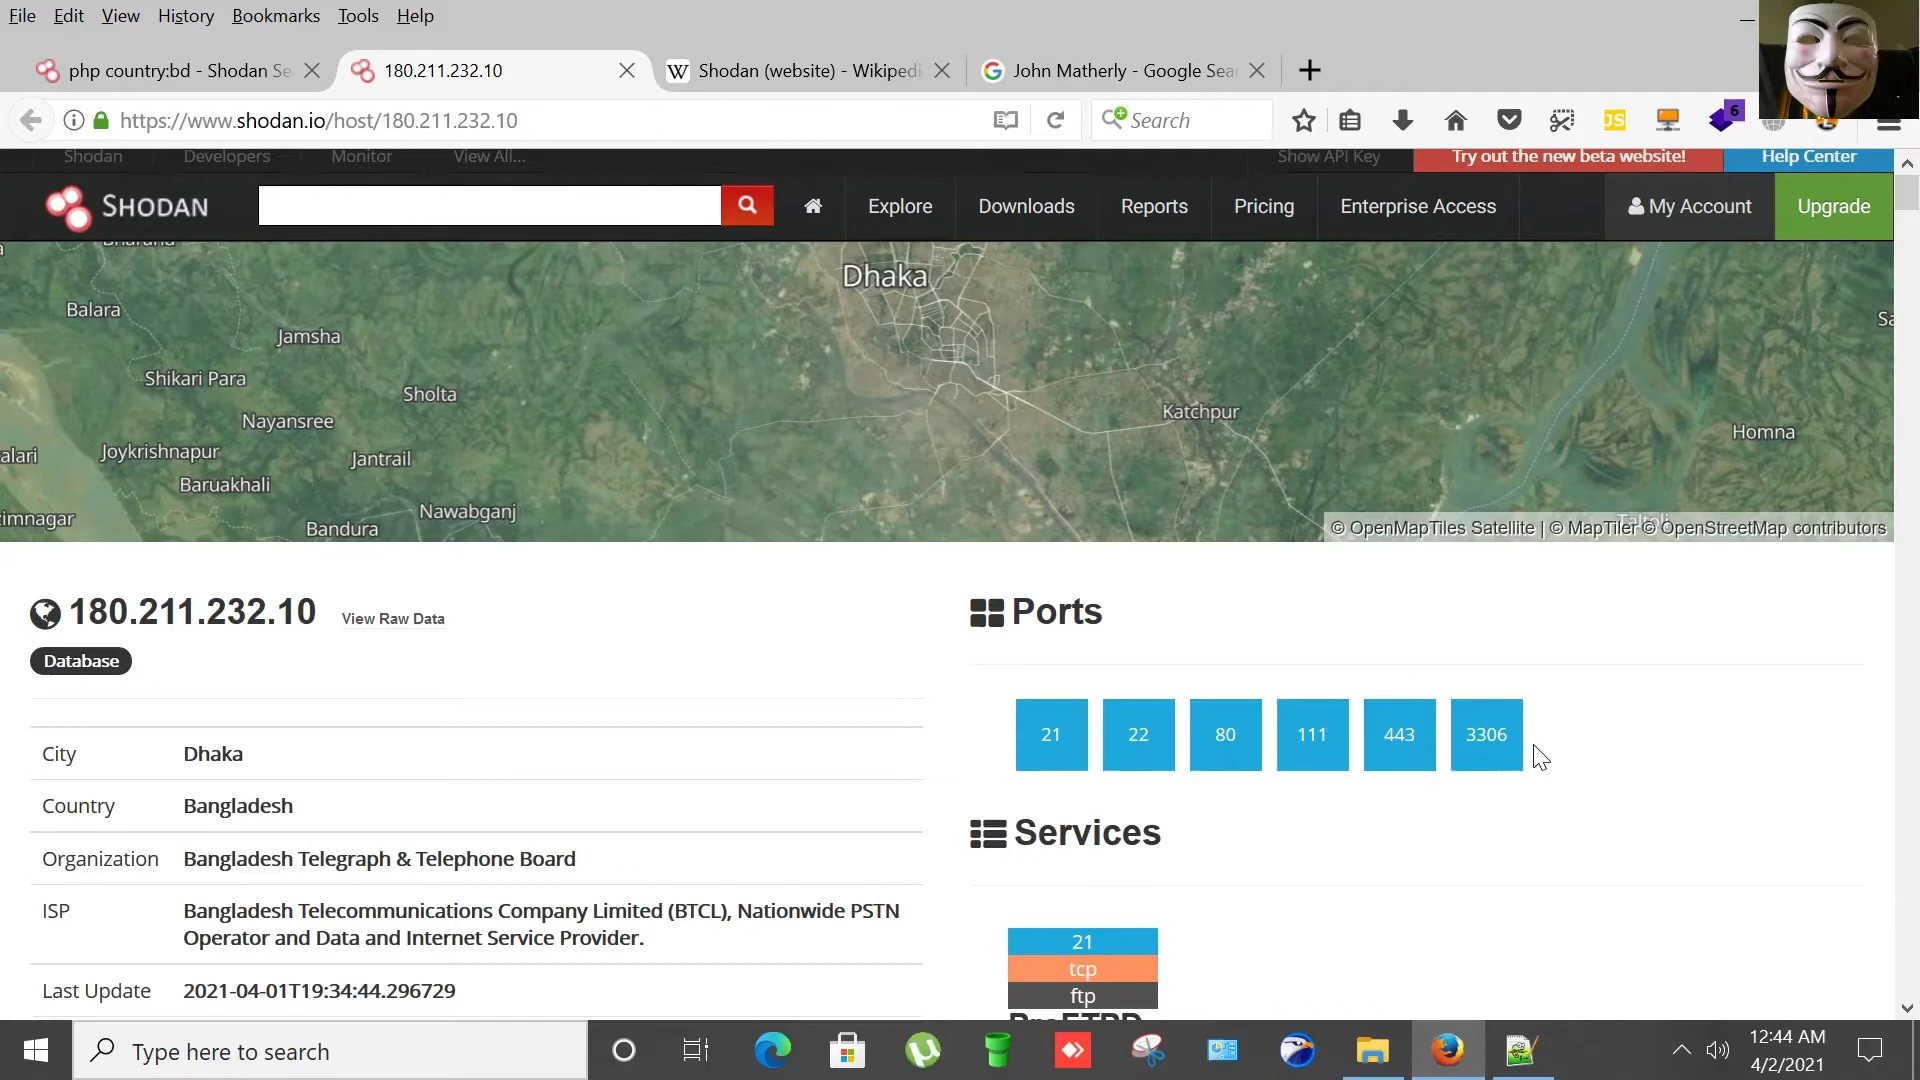 File Edit View History Bookmarks Tools Help
php country:bd - Shodan Se
180.211.232.10
W Shodan (website) - Wikipedi
G John Matherly - Google Sear
https://www.shodan.io/host/180.211.232.10
Search
JS
6
Shodan Developers Monitor View All...
Show API Key Try out the new beta website! Help Center
SHODAN
Explore Downloads Reports Pricing Enterprise Access
My Account Upgrade
Dhaka
Balara
Jamsha
Shikari Para
Sholta
Nayansree
Katchpur
Homna
Joykrishnapur
Jantrail
alari
Baruakhali
Nawabganj
imnagar
Bandura
© OpenMapTiles Satellite | © MapTiler © OpenStreetMap contributors
180.211.232.10 View Raw Data
Database
City Dhaka
Country Bangladesh
Organization Bangladesh Telegraph & Telephone Board
ISP Bangladesh Telecommunications Company Limited (BTCL), Nationwide PSTN
Operator and Data and Internet Service Provider.
Last Update 2021-04-01T19:34:44.296729
Ports
21 22 80 111 443 3306
Services
21
tcp
ftp
Type here to search
12:44 AM
4/2/2021